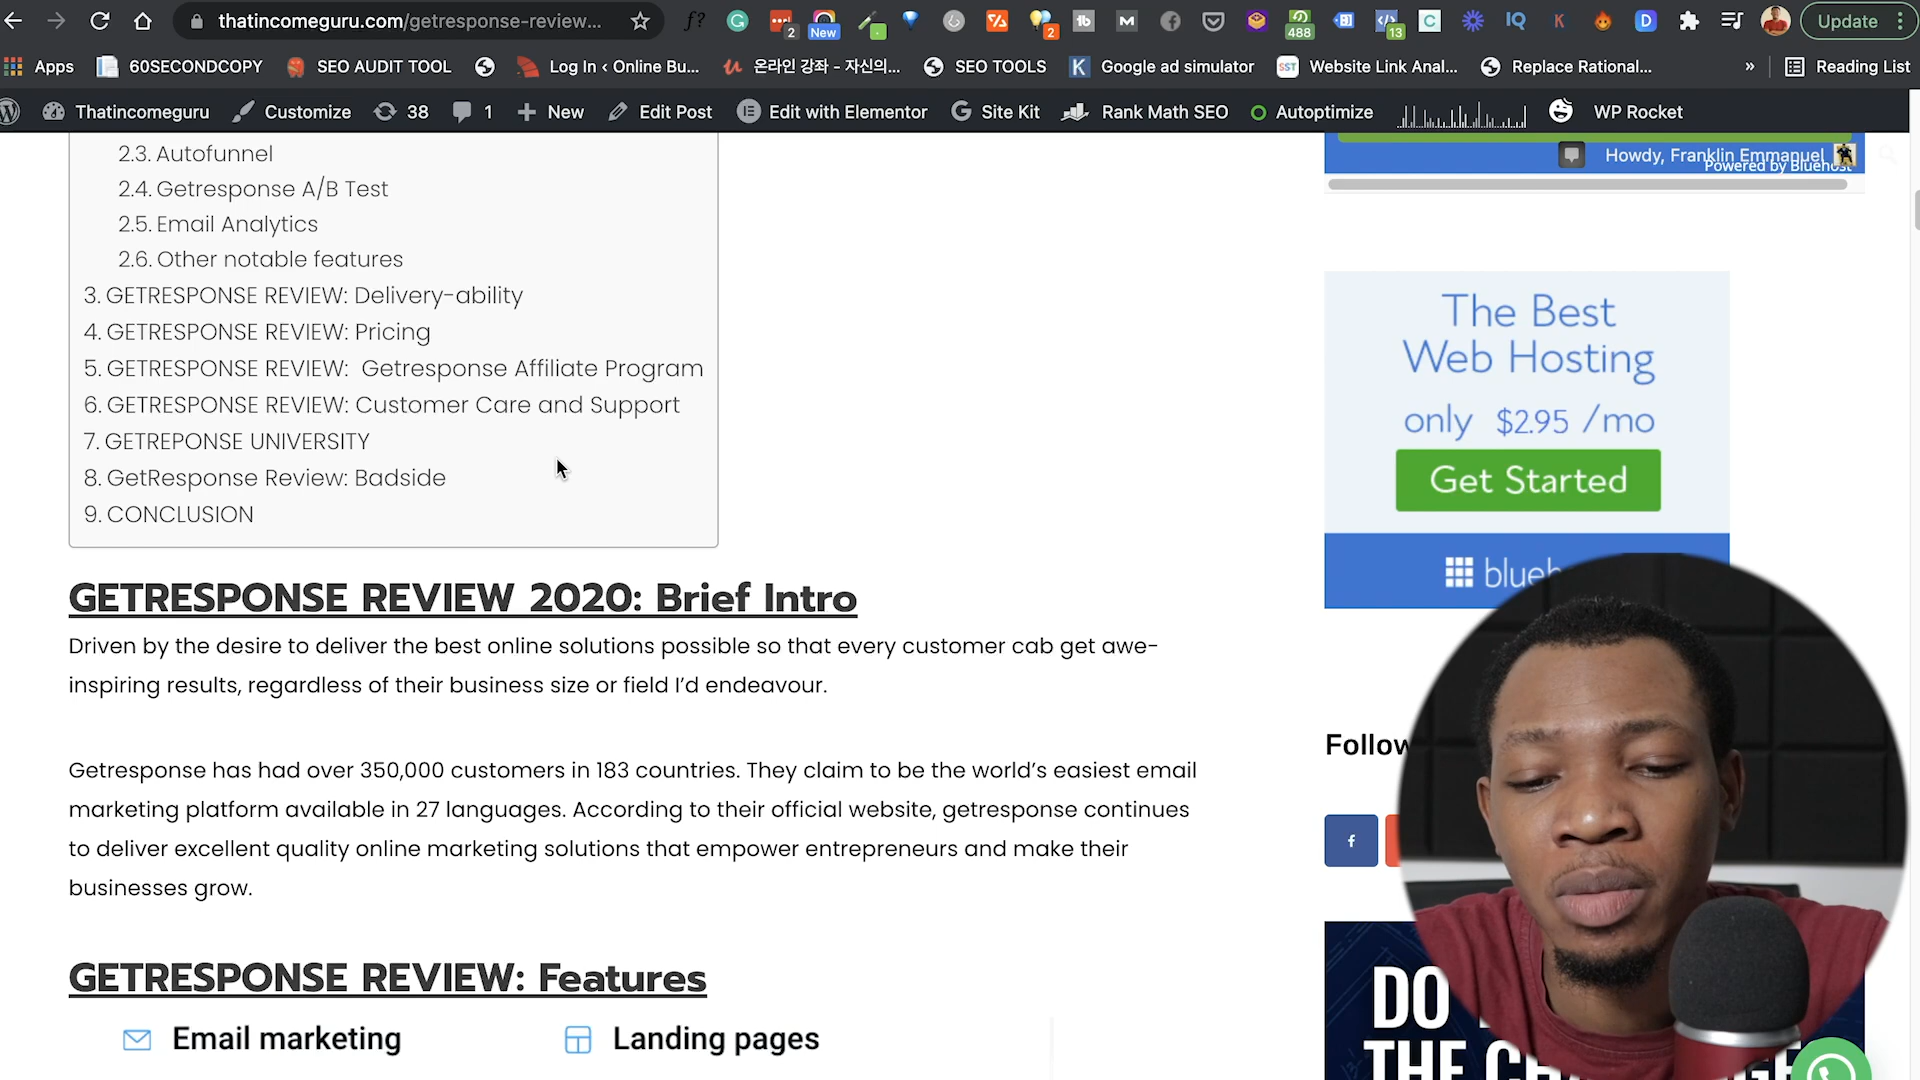 thatincomeguru.com/getresponse-review...
f?
2
New
2
488
13
IQ
K
D
Update
Apps
60SECONDCOPY
SEO AUDIT TOOL
Log In ‹ Online Bu...
온라인 강좌 - 자신의...
SEO TOOLS
Google ad simulator
Website Link Anal...
Replace Rational...
»
Reading List
Thatincomeguru
Customize
38
1
New
Edit Post
Edit with Elementor
Site Kit
Rank Math SEO
Autoptimize
WP Rocket
Howdy, Franklin Emmanuel
Powered by Bluehost
2.3. Autofunnel
2.4. Getresponse A/B Test
2.5. Email Analytics
2.6. Other notable features
3. GETRESPONSE REVIEW: Delivery-ability
4. GETRESPONSE REVIEW: Pricing
5. GETRESPONSE REVIEW: Getresponse Affiliate Program
6. GETRESPONSE REVIEW: Customer Care and Support
7. GETREPONSE UNIVERSITY
8. GetResponse Review: Badside
9. CONCLUSION
The Best
Web Hosting
only $2.95 /mo
Get Started
blueh
GETRESPONSE REVIEW 2020: Brief Intro
Driven by the desire to deliver the best online solutions possible so that every customer cab get awe-
inspiring results, regardless of their business size or field I'd endeavour.
Getresponse has had over 350,000 customers in 183 countries. They claim to be the world's easiest email
marketing platform available in 27 languages. According to their official website, getresponse continues
to deliver excellent quality online marketing solutions that empower entrepreneurs and make their
businesses grow.
Follow
f
GETRESPONSE REVIEW: Features
Email marketing
Landing pages
DO
THE